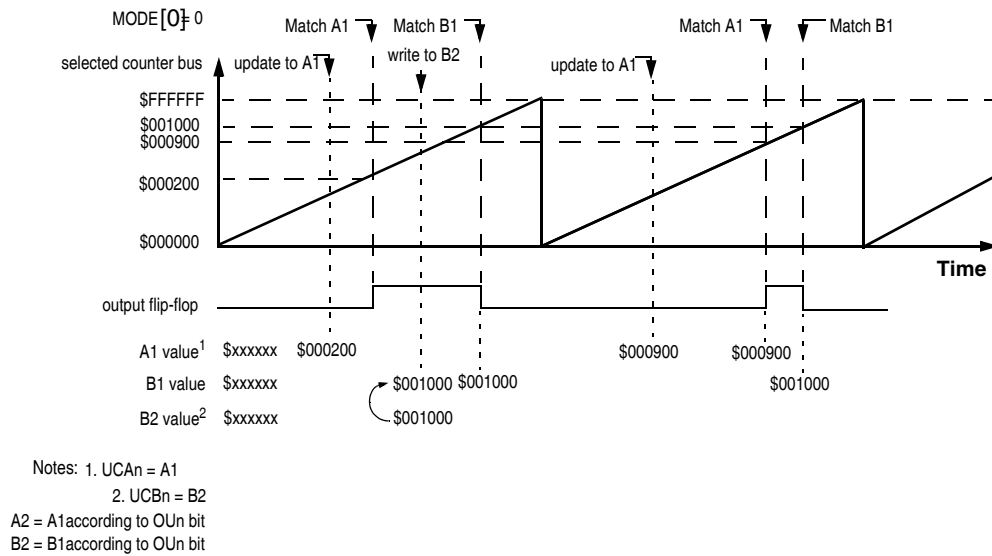 MODE[0]= 0
Match A1 Match B1 Match A1 Match B1
selected counter bus update to A1 write to B2 update to A1
$FFFFFF
$001000
$000900
$000200
$000000
Time
output flip-flop
A1 value1 $xxxxxx $000200 $000900 $000900
B1 value $xxxxxx $001000 $001000 $001000
B2 value2 $xxxxxx $001000
Notes: 1. UCAn = A1
2. UCBn = B2
A2 = A1according to OUn bit
B2 = B1according to OUn bit